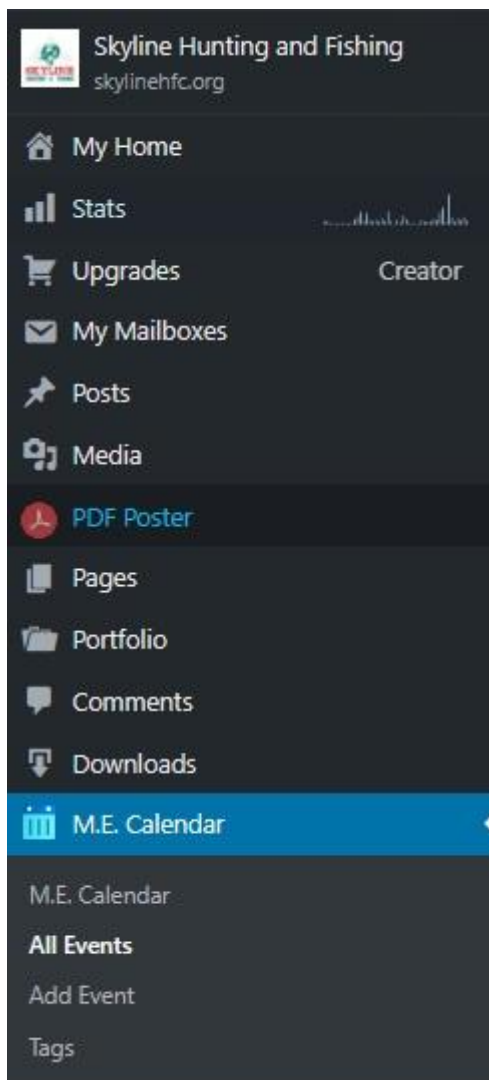 SKYLINE
Skyline Hunting and Fishing
skylinehfc.org
My Home
Stats
Upgrades Creator
My Mailboxes
Posts
Media
PDF Poster
Pages
Portfolio
Comments
Downloads
M.E. Calendar
M.E. Calendar
All Events
Add Event
Tags